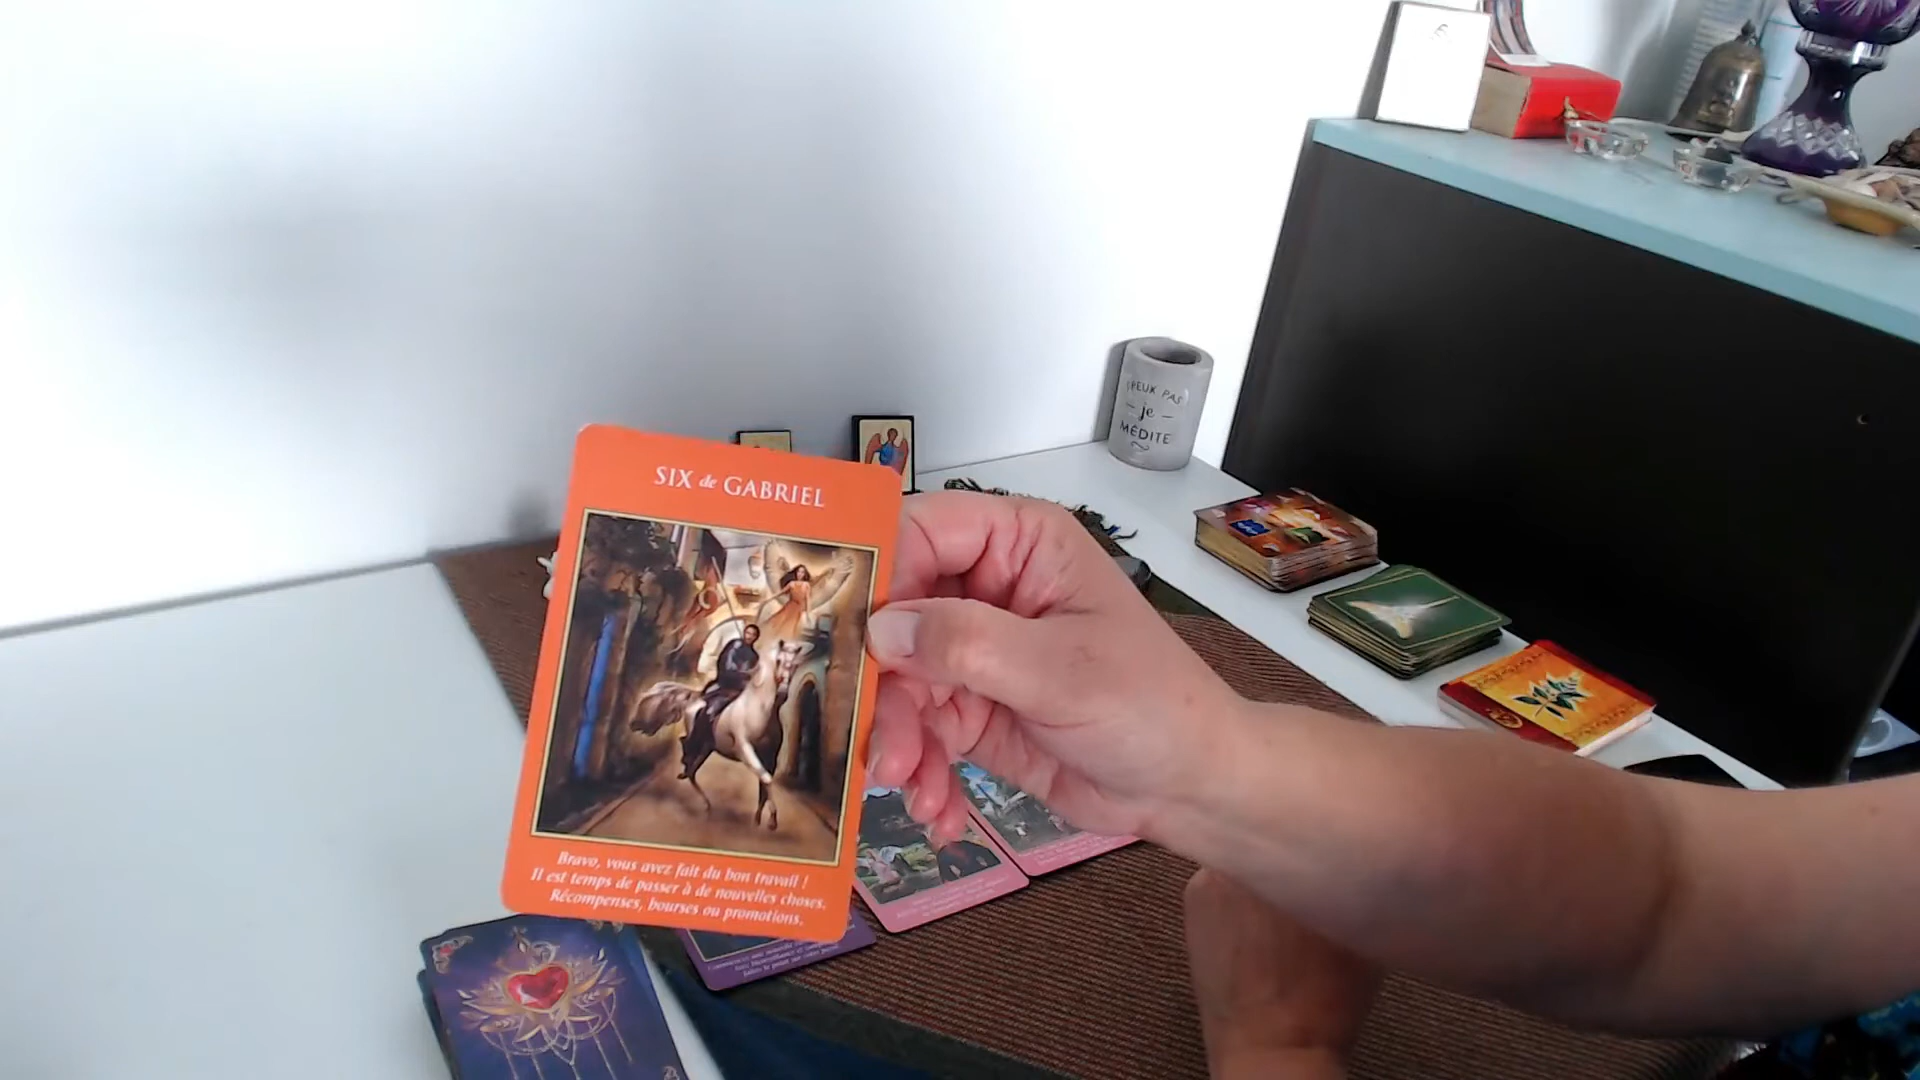 PEUX PAS
– je –
MÉDITE
SIX de GABRIEL
Bravo, vous avez fait du bon travail !
Il est temps de passer à de nouvelles choses.
Récompenses, bourses ou promotions.